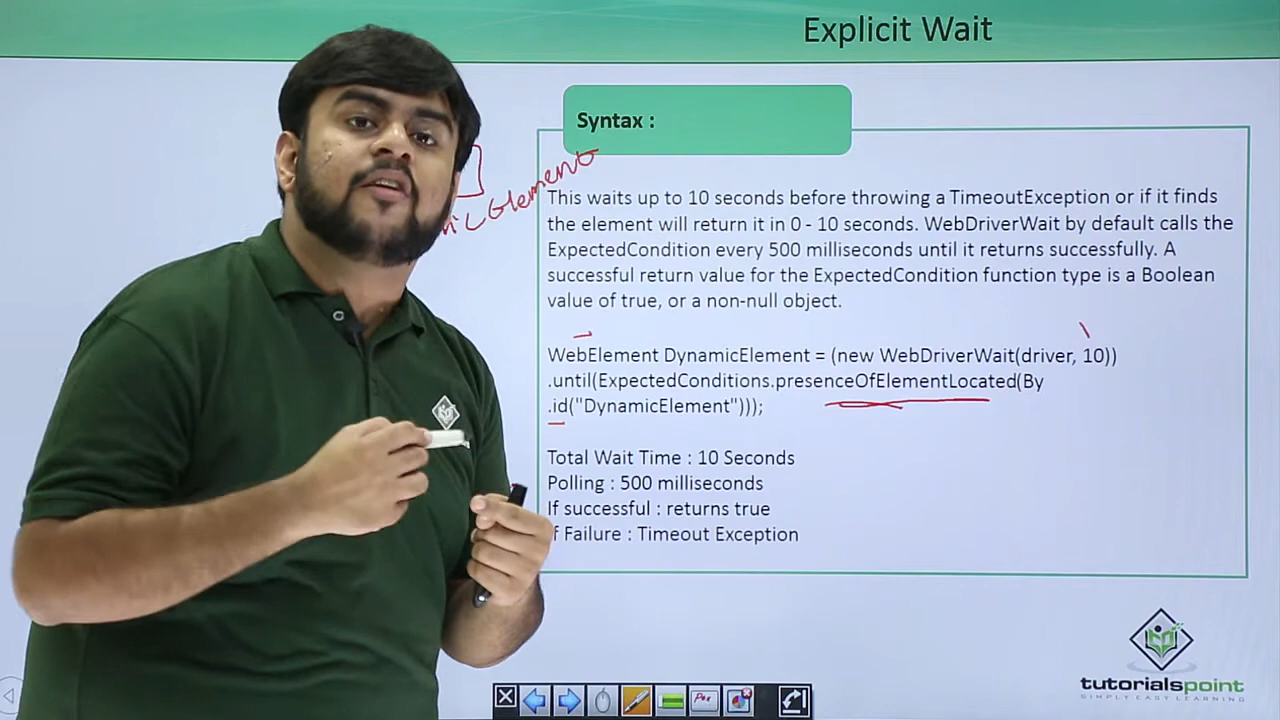 Explicit Wait
Syntax :
This waits up to 10 seconds before throwing a TimeoutException or if it finds
the element will return it in 0 - 10 seconds. WebDriverWait by default calls the
ExpectedCondition every 500 milliseconds until it returns successfully. A
successful return value for the ExpectedCondition function type is a Boolean
value of true, or a non-null object.
WebElement DynamicElement = (new WebDriverWait(driver, 10))
.until(ExpectedConditions.presenceOfElementLocated(By
.id("DynamicElement")));
Total Wait Time : 10 Seconds
Polling : 500 milliseconds
If successful : returns true
f Failure : Timeout Exception
ic Element
Pen
tutorialspoint
SIMPLY EASY LEARNING